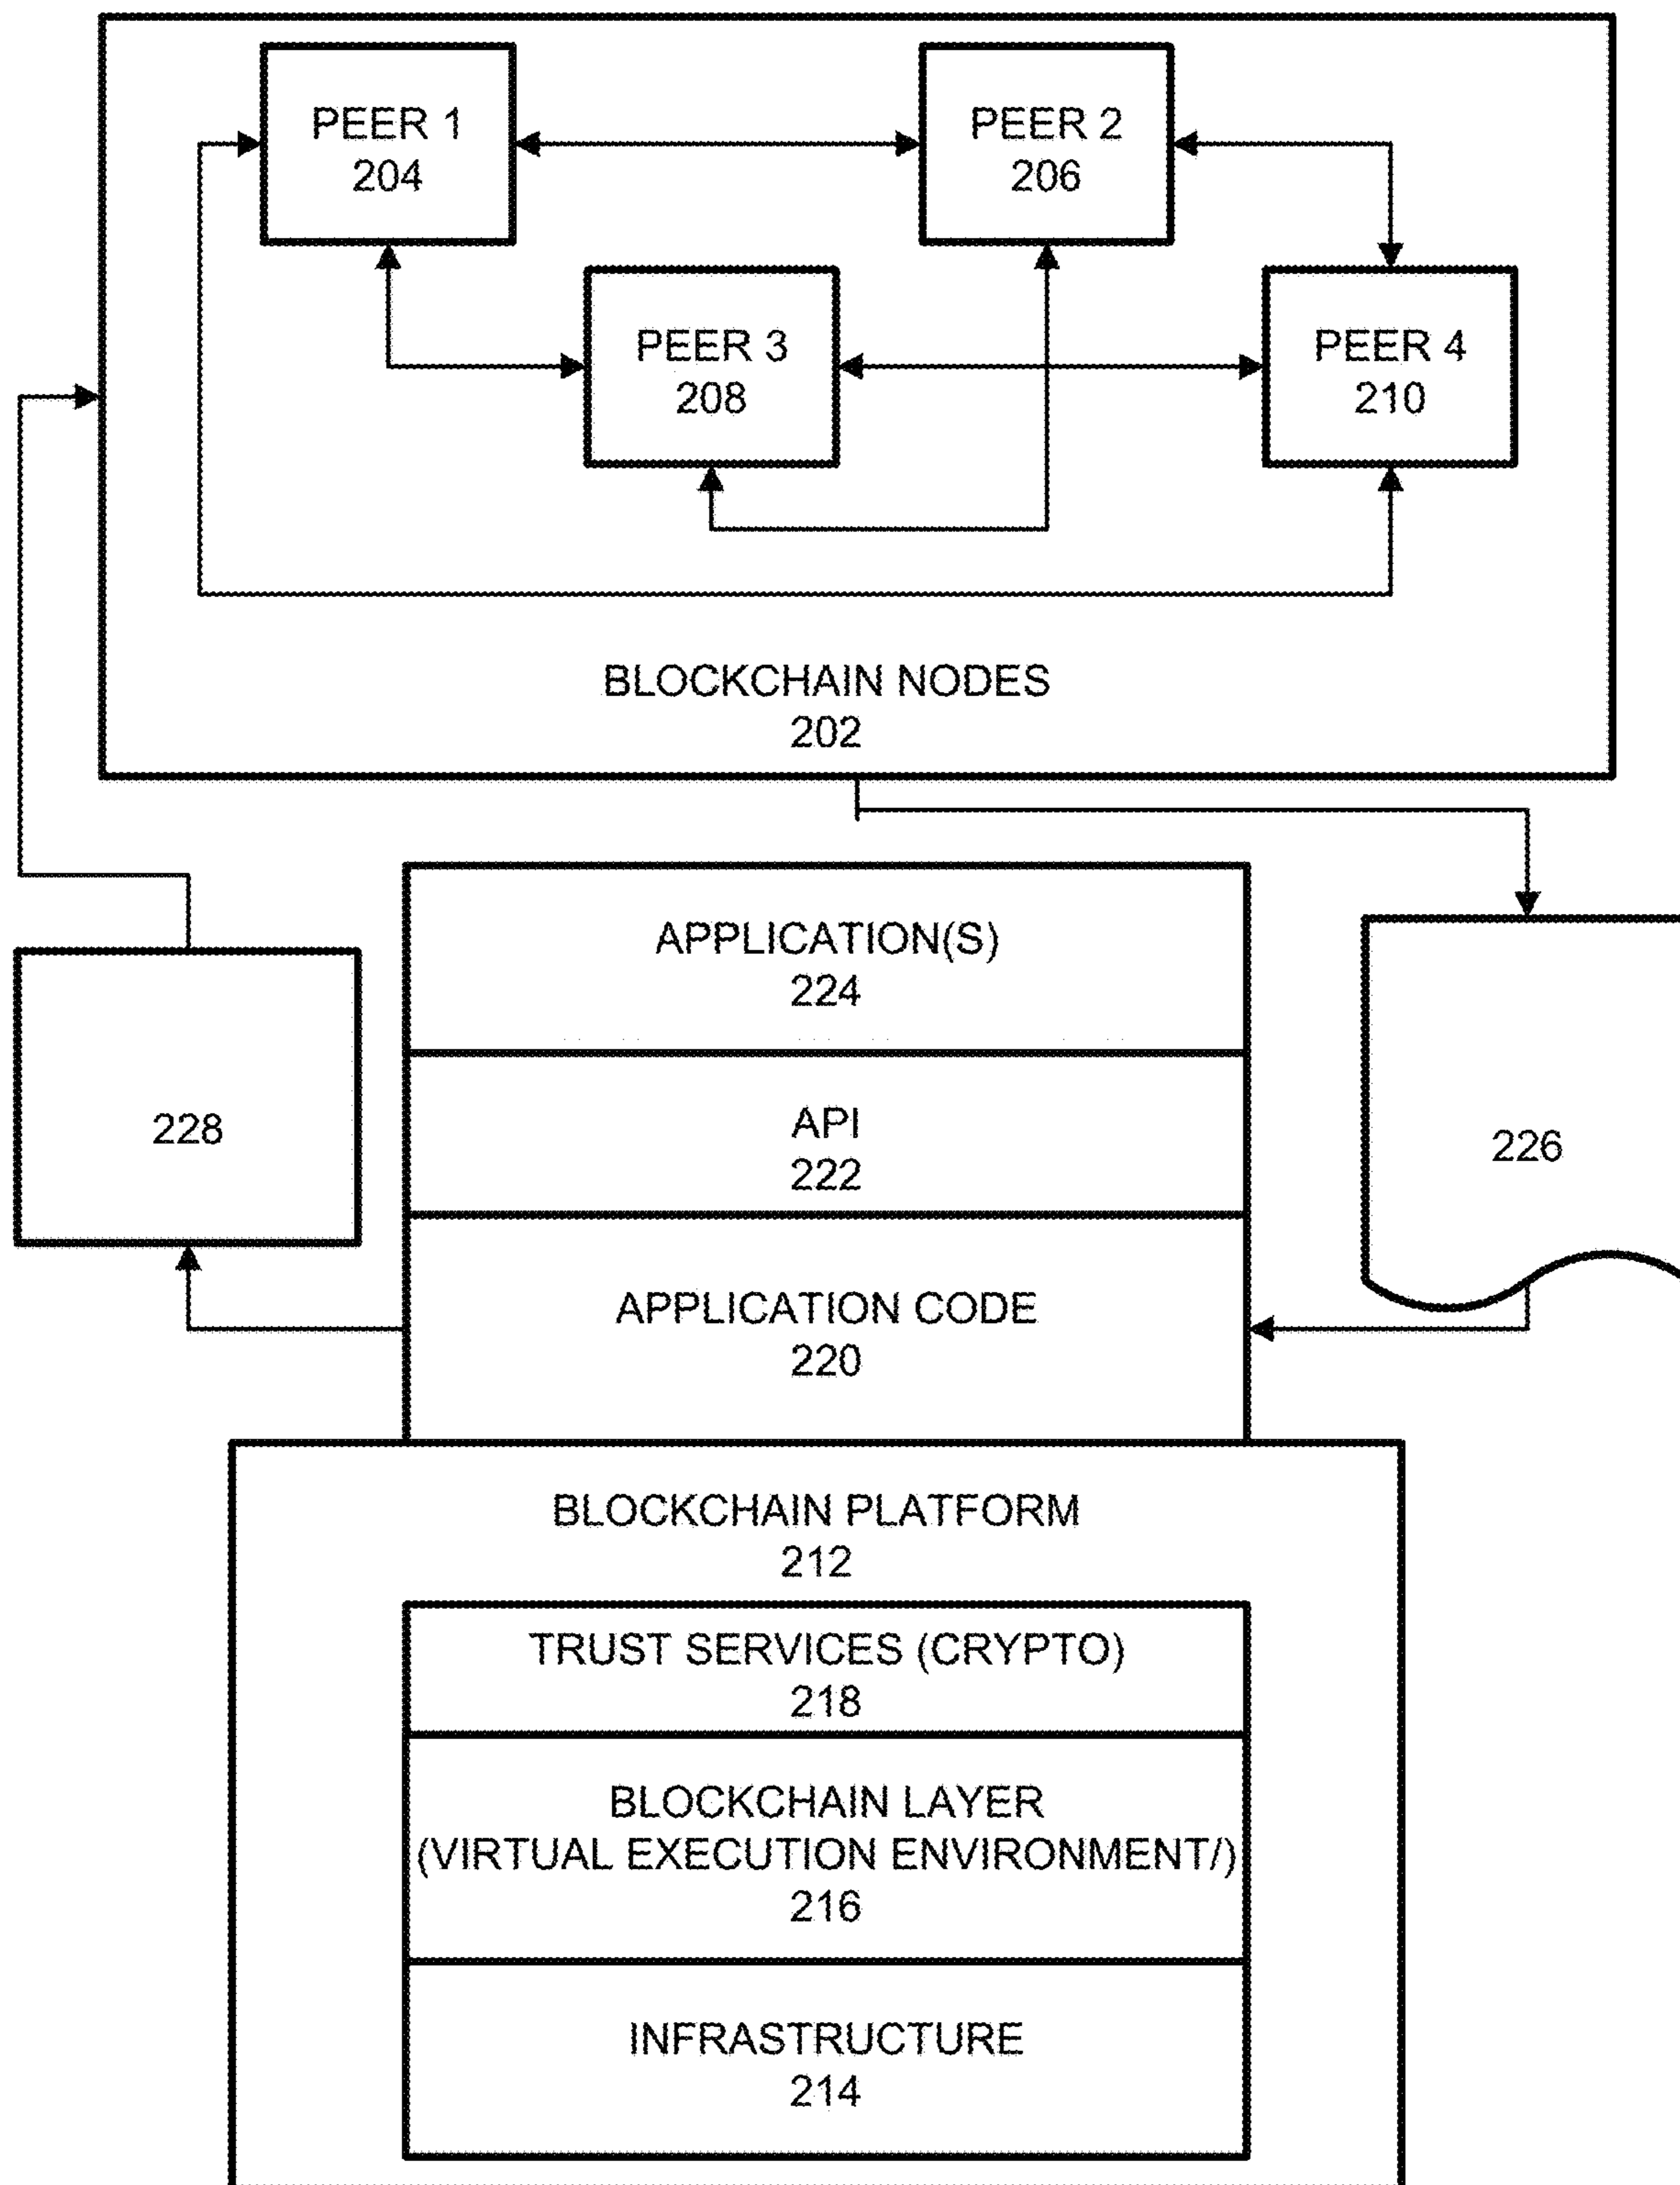 PEER 1
204
PEER 2
206
PEER 3
208
PEER 4
210
BLOCKCHAIN NODES
202
APPLICATION(S)
224
API
222
228
226
APPLICATION CODE
220
BLOCKCHAIN PLATFORM
212
TRUST SERVICES (CRYPTO)
218
BLOCKCHAIN LAYER
(VIRTUAL EXECUTION ENVIRONMENT/)
216
INFRASTRUCTURE
214